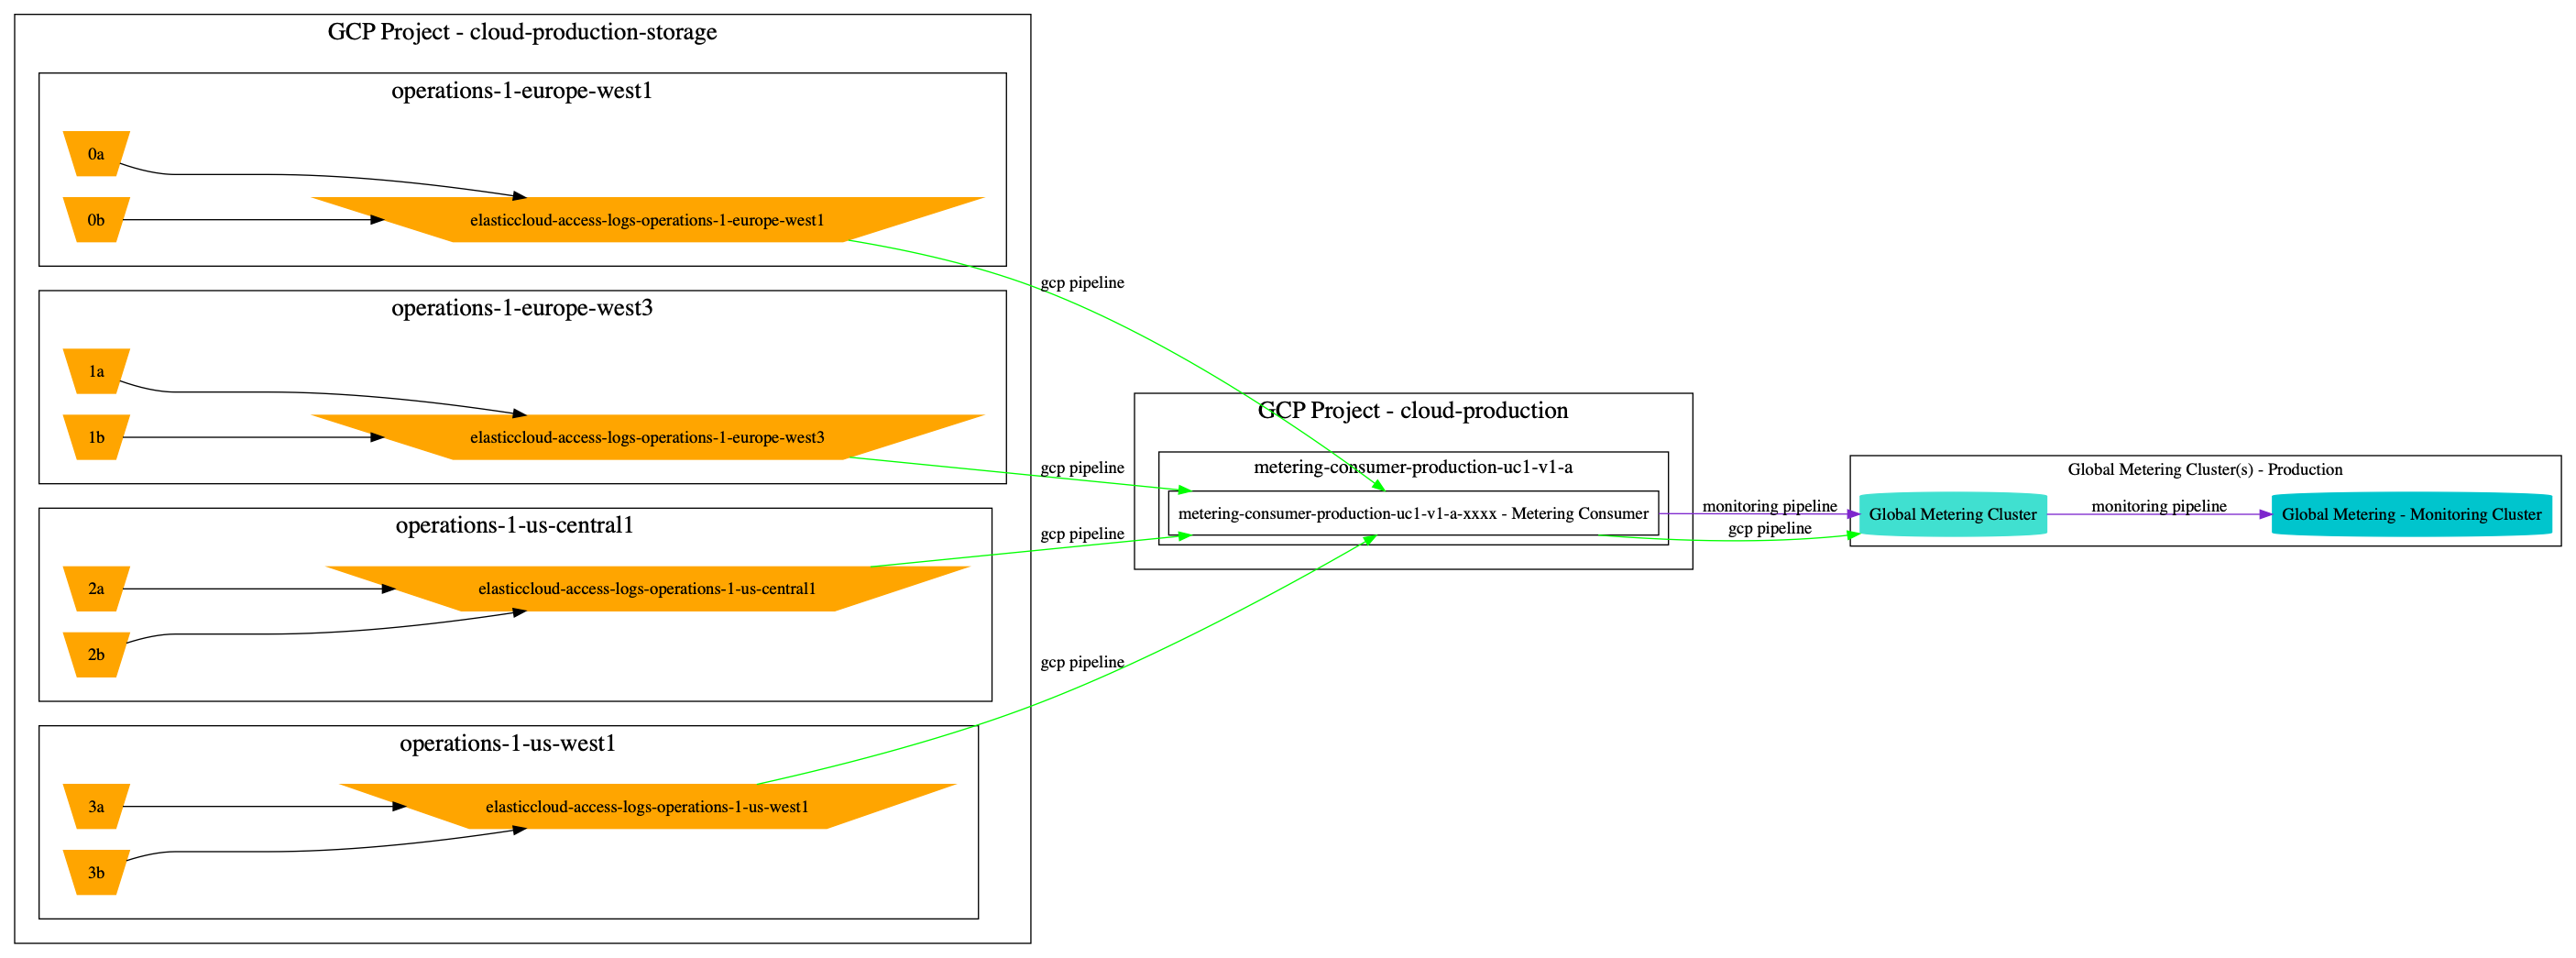 GCP Project - cloud-production-storage
operations-1-europe-west1
0a
0b
elasticcloud-access-logs-operations-1-europe-west1
gcp pipeline
operations-1-europe-west3
1a
1b
elasticcloud-access-logs-operations-1-europe-west3
gcp pipeline
operations-1-us-central1
2a
elasticcloud-access-logs-operations-1-us-central1
2b
gcp pipeline
operations-1-us-west1
3a
elasticcloud-access-logs-operations-1-us-west1
3b
gcp pipeline
GCP Project - cloud-production
metering-consumer-production-uc1-v1-a
metering-consumer-production-uc1-v1-a-xxxx - Metering Consumer
monitoring pipeline
gcp pipeline
Global Metering Cluster(s) - Production
Global Metering Cluster
monitoring pipeline
Global Metering - Monitoring Cluster